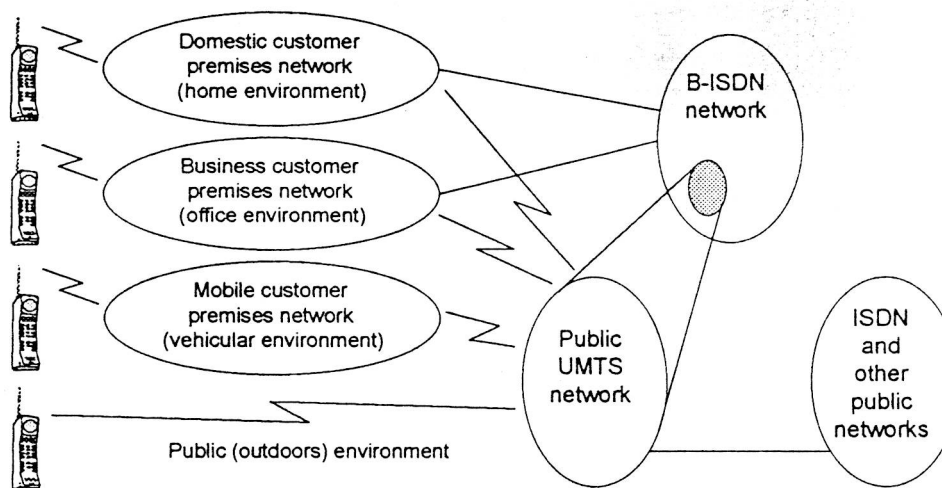 Domestic customer
premises network
(home environment)
B-ISDN
network
Business customer
premises network
(office environment)
Mobile customer
premises network
(vehicular environment)
Public
UMTS
network
ISDN
and
other
public
networks
Public (outdoors) environment